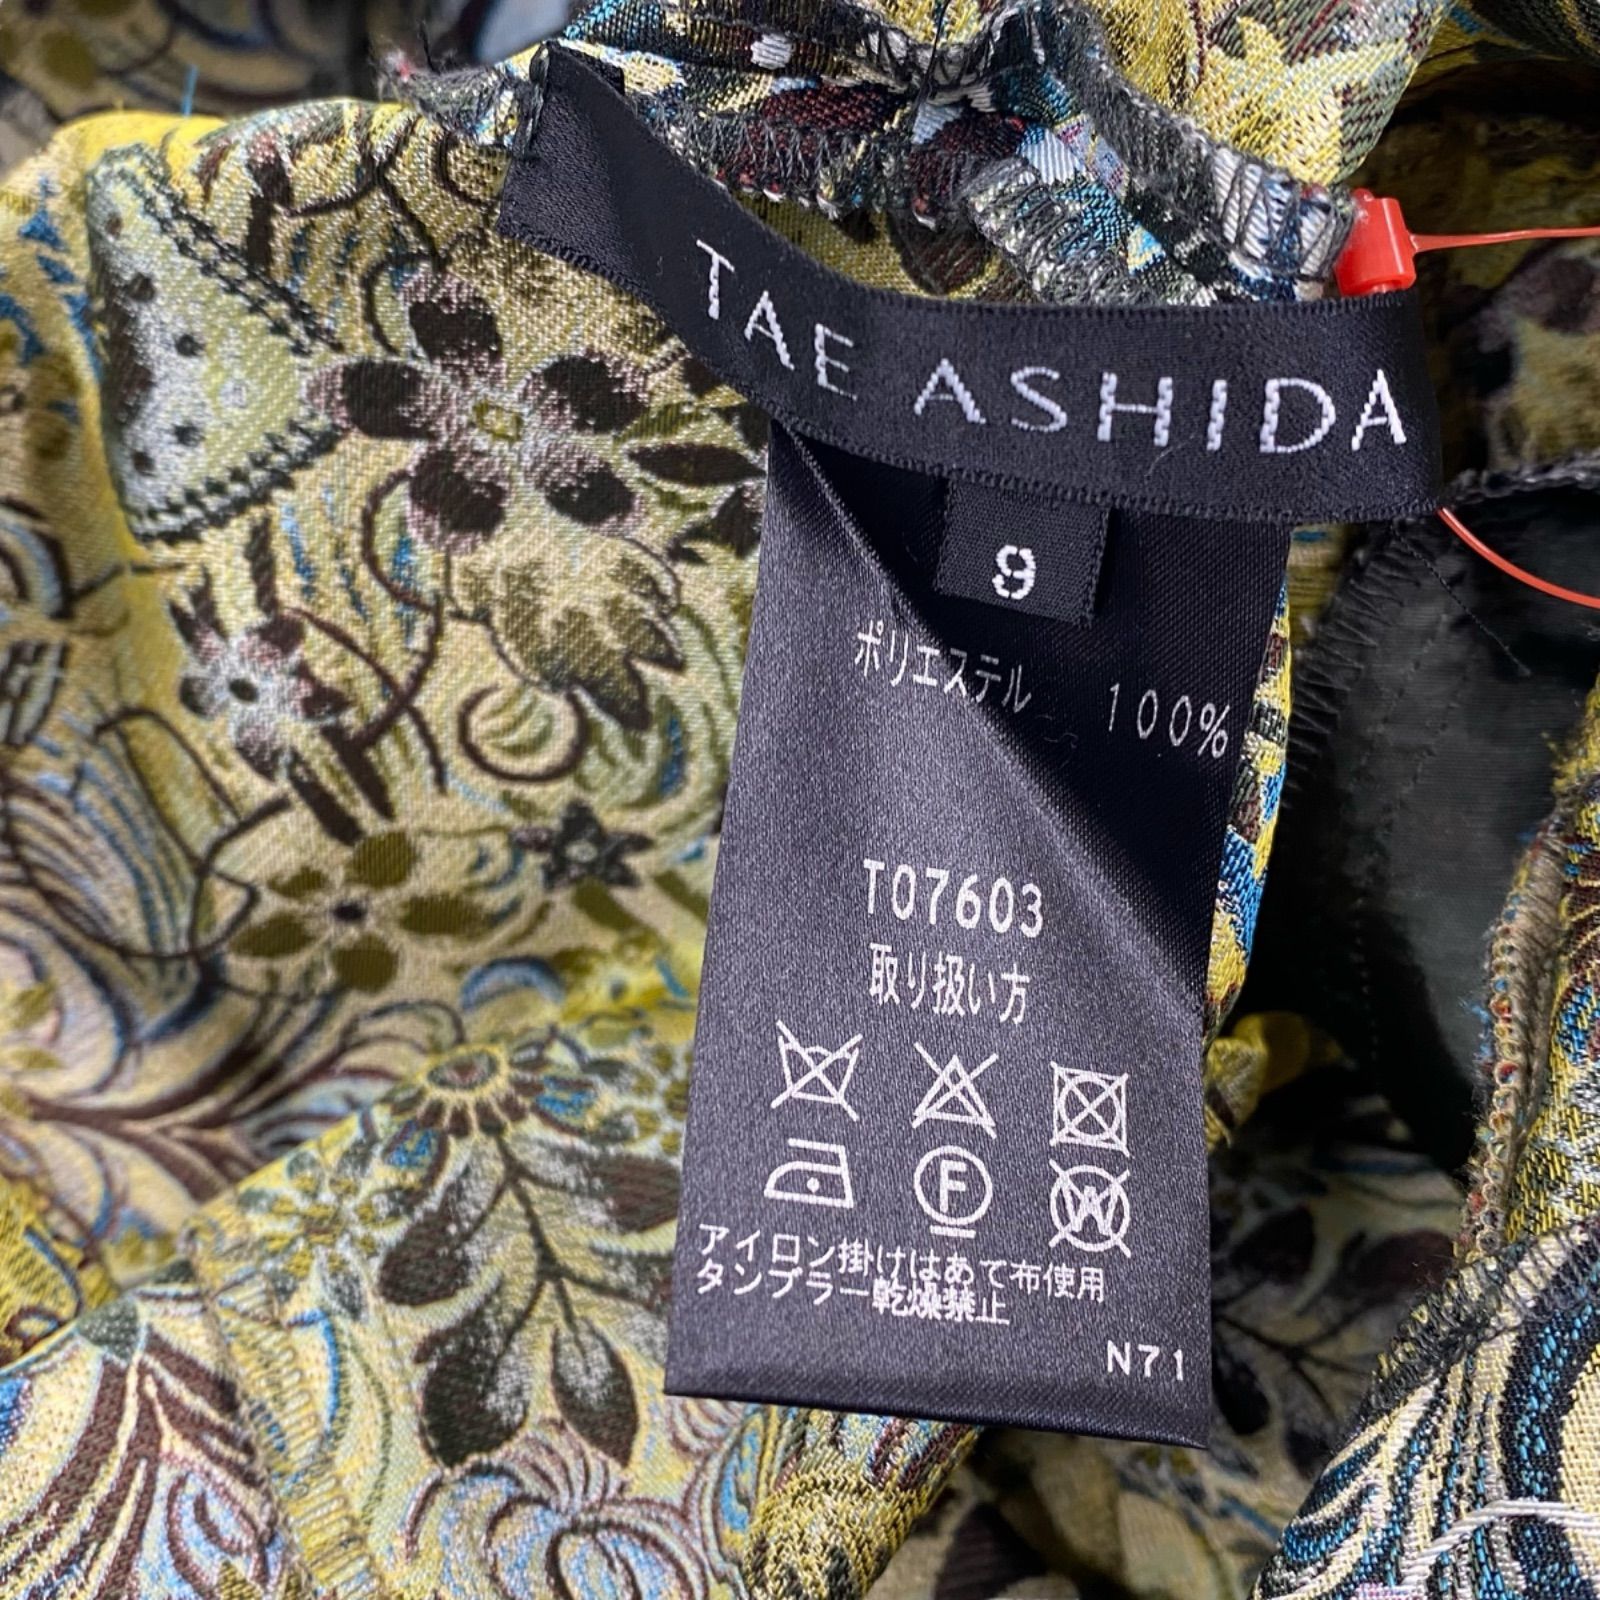 TAE ASHIDA
9
ポリエステル 100%
T07603
取り扱い方
F
W
アイロン掛けはあて布使用
タンブラー乾燥禁止
N71